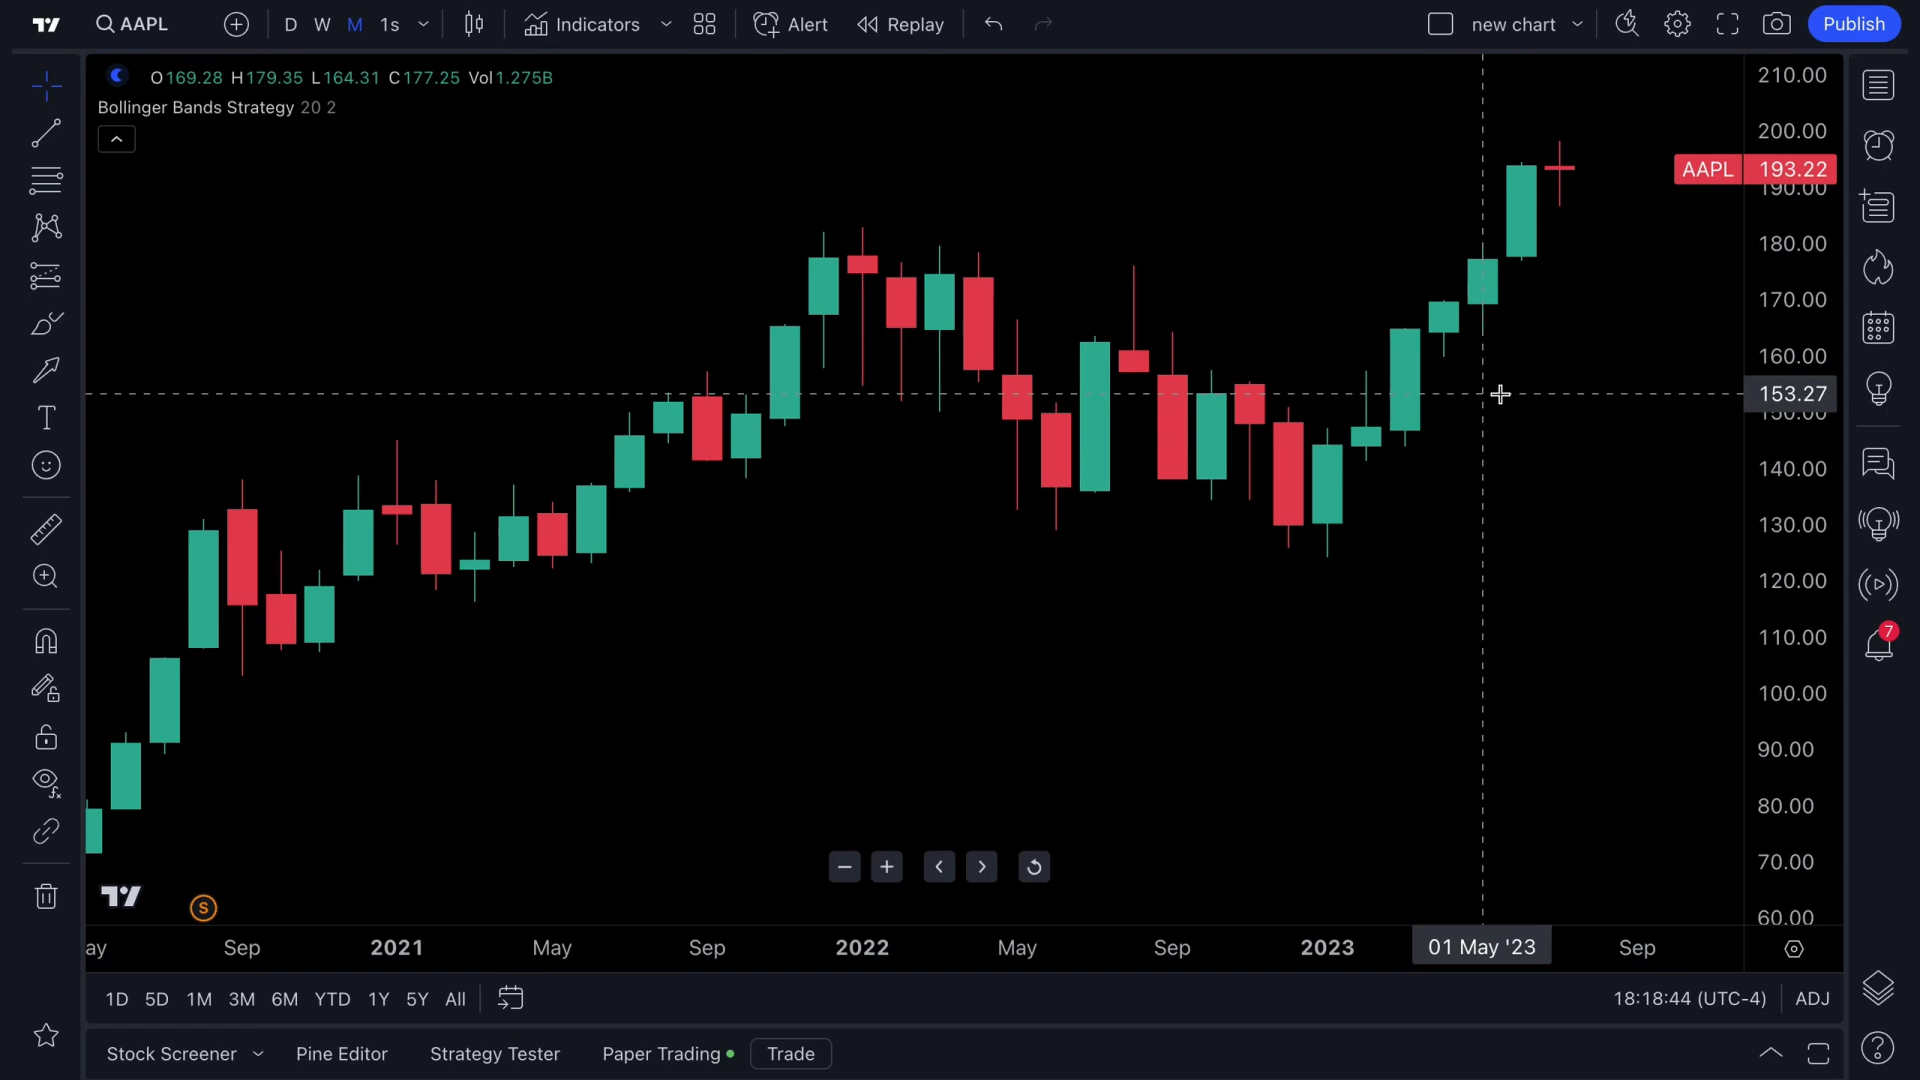 AAPL D W M 1s Indicators Alert Replay new chart Publish
O169.28 H179.35 L164.31 C177.25 Vol1.275B
Bollinger Bands Strategy 20 2
210.00
200.00
AAPL 193.22
190.00
180.00
170.00
160.00
153.27
150.00
140.00
130.00
120.00
7
110.00
100.00
90.00
80.00
70.00
60.00
S
ay Sep 2021 May Sep 2022 May Sep 2023 01 May '23 Sep
1D 5D 1M 3M 6M YTD 1Y 5Y All 18:18:44 (UTC-4) ADJ
Stock Screener Pine Editor Strategy Tester Paper Trading Trade